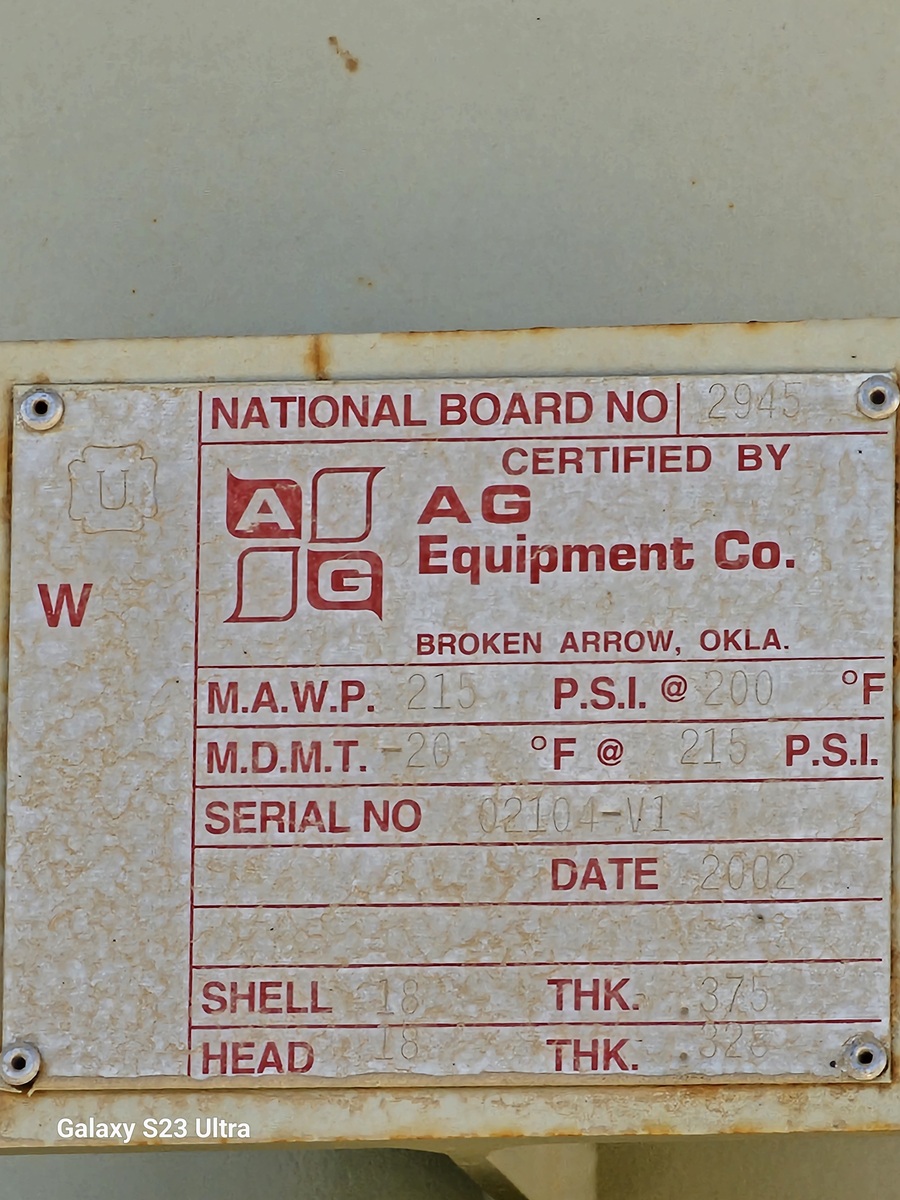 NATIONAL BOARD NO 2945
U
CERTIFIED BY
A G
AG
Equipment Co.
W
BROKEN ARROW, OKLA.
M.A.W.P. 215 P.S.I. @ 200 °F
M.D.M.T. -20 °F @ 215 P.S.I.
SERIAL NO 02104-V1
DATE 2002
SHELL 18 THK. .375
HEAD 18 THK.
Galaxy S23 Ultra